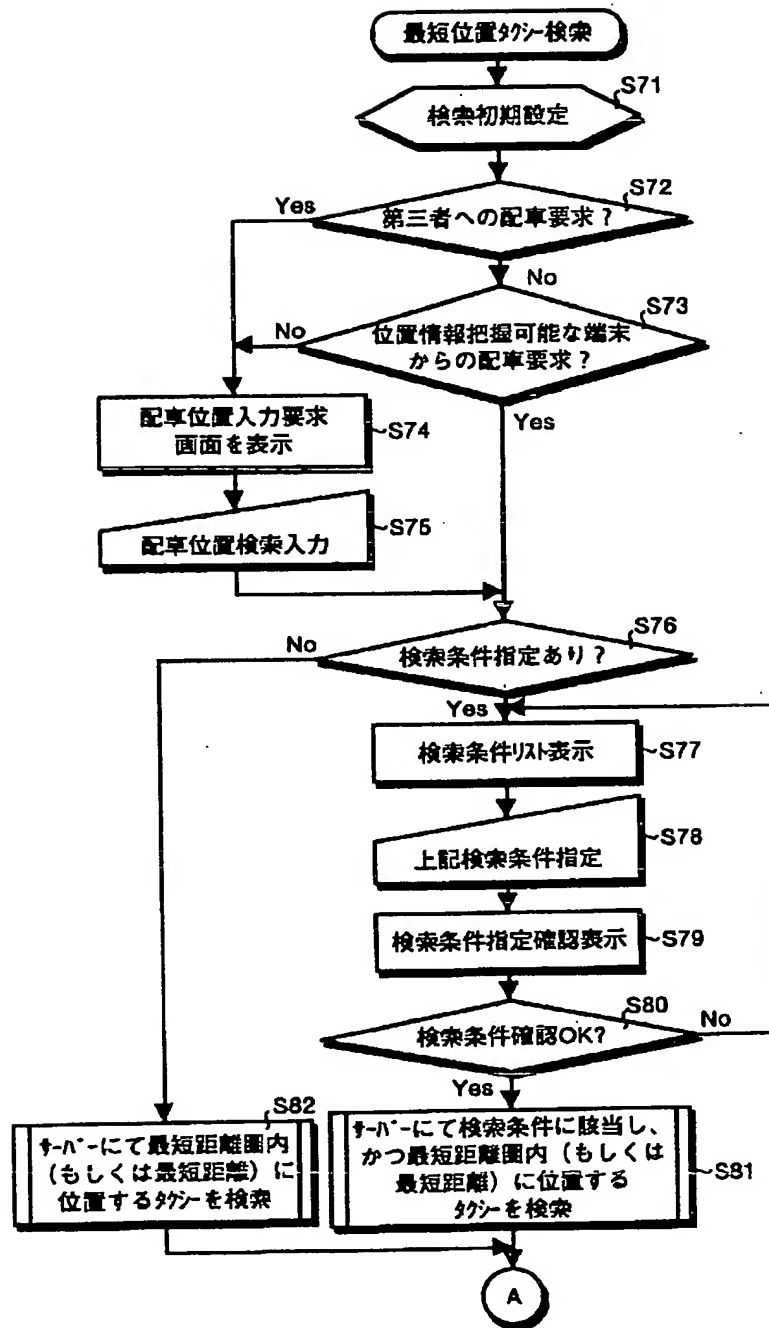 最短位置タクシー検索
S71
検索初期設定
S72
Yes
第三者への配車要求?
No
S73
No
位置情報把握可能な端末
からの配車要求?
Yes
配車位置入力要求
画面を表示
S74
配車位置検索入力
S75
S76
No
検索条件指定あり?
Yes
検索条件リスト表示
S77
上記検索条件指定
S78
検索条件指定確認表示
S79
S80
検索条件確認OK?
No
Yes
S82
サーバーにて最短距離圏内
(もしくは最短距離)に
位置するタクシーを検索
サーバーにて検索条件に該当し、
かつ最短距離圏内(もしくは
最短距離)に位置する
タクシーを検索
S81
A